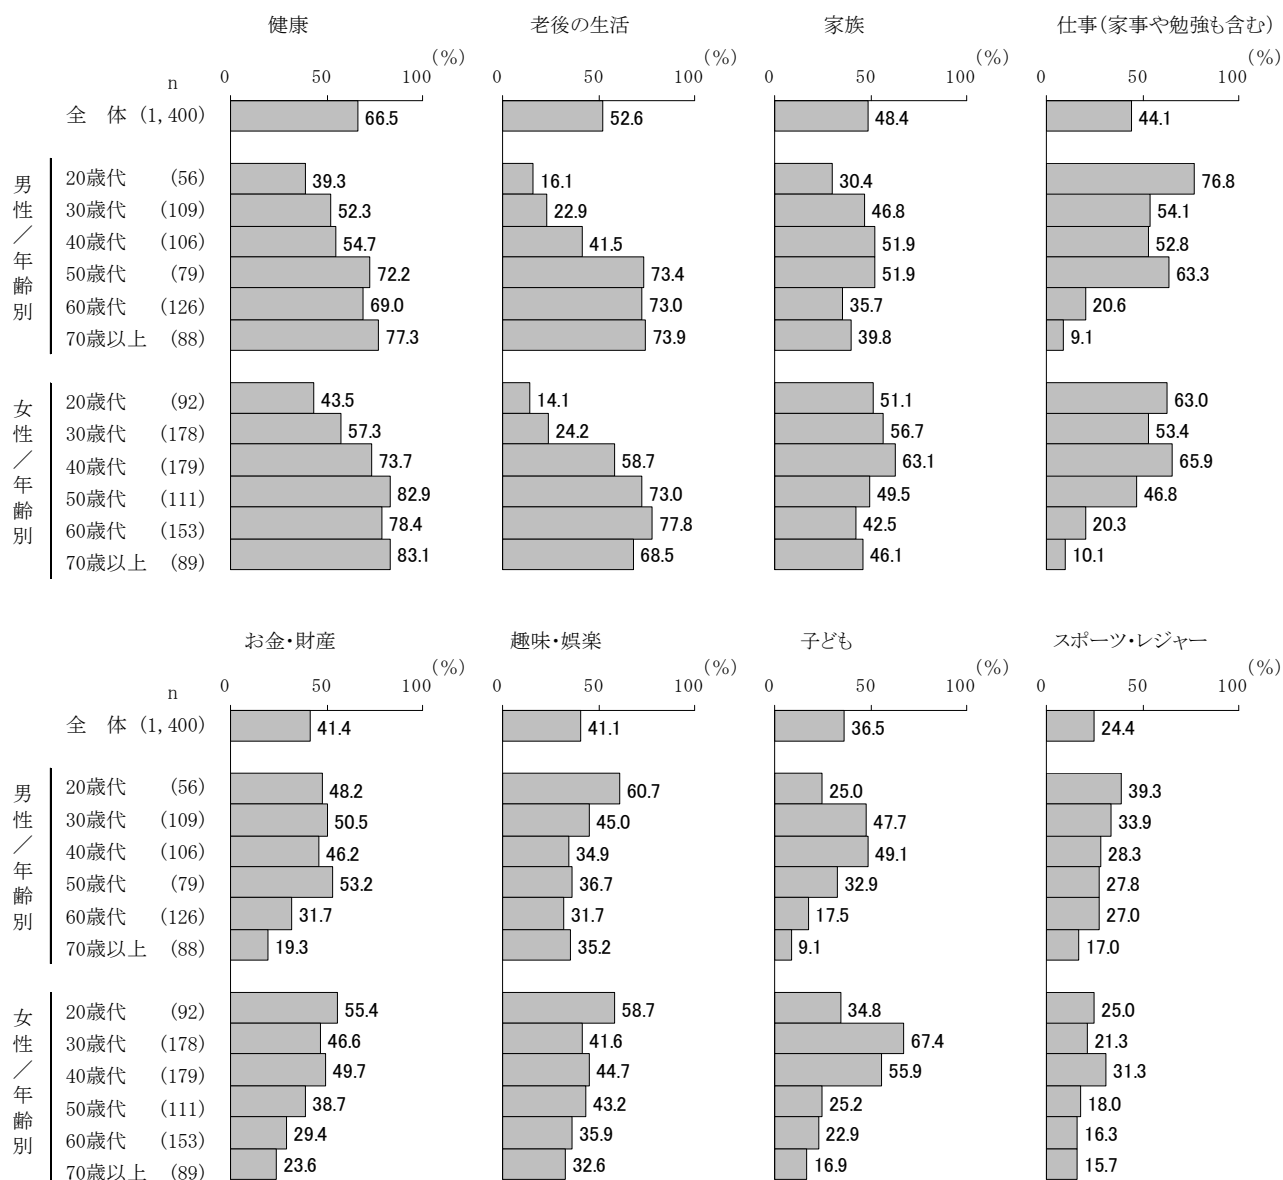 健康 老後の生活 家族 仕事（家事や勉強も含む）
（%） （%） （%） （%）
n 0 50 100 0 50 100 0 50 100 0 50 100
全 体 (1,400) 66.5 52.6 48.4 44.1
男性／年齢別
20歳代 (56) 39.3 16.1 30.4 76.8
30歳代 (109) 52.3 22.9 46.8 54.1
40歳代 (106) 54.7 41.5 51.9 52.8
50歳代 (79) 72.2 73.4 51.9 63.3
60歳代 (126) 69.0 73.0 35.7 20.6
70歳以上 (88) 77.3 73.9 39.8 9.1
女性／年齢別
20歳代 (92) 43.5 14.1 51.1 63.0
30歳代 (178) 57.3 24.2 56.7 53.4
40歳代 (179) 73.7 58.7 63.1 65.9
50歳代 (111) 82.9 73.0 49.5 46.8
60歳代 (153) 78.4 77.8 42.5 20.3
70歳以上 (89) 83.1 68.5 46.1 10.1
お金・財産 趣味・娯楽 子ども スポーツ・レジャー
（%） （%） （%） （%）
n 0 50 100 0 50 100 0 50 100 0 50 100
全 体 (1,400) 41.4 41.1 36.5 24.4
男性／年齢別
20歳代 (56) 48.2 60.7 25.0 39.3
30歳代 (109) 50.5 45.0 47.7 33.9
40歳代 (106) 46.2 34.9 49.1 28.3
50歳代 (79) 53.2 36.7 32.9 27.8
60歳代 (126) 31.7 31.7 17.5 27.0
70歳以上 (88) 19.3 35.2 9.1 17.0
女性／年齢別
20歳代 (92) 55.4 58.7 34.8 25.0
30歳代 (178) 46.6 41.6 67.4 21.3
40歳代 (179) 49.7 44.7 55.9 31.3
50歳代 (111) 38.7 43.2 25.2 18.0
60歳代 (153) 29.4 35.9 22.9 16.3
70歳以上 (89) 23.6 32.6 16.9 15.7